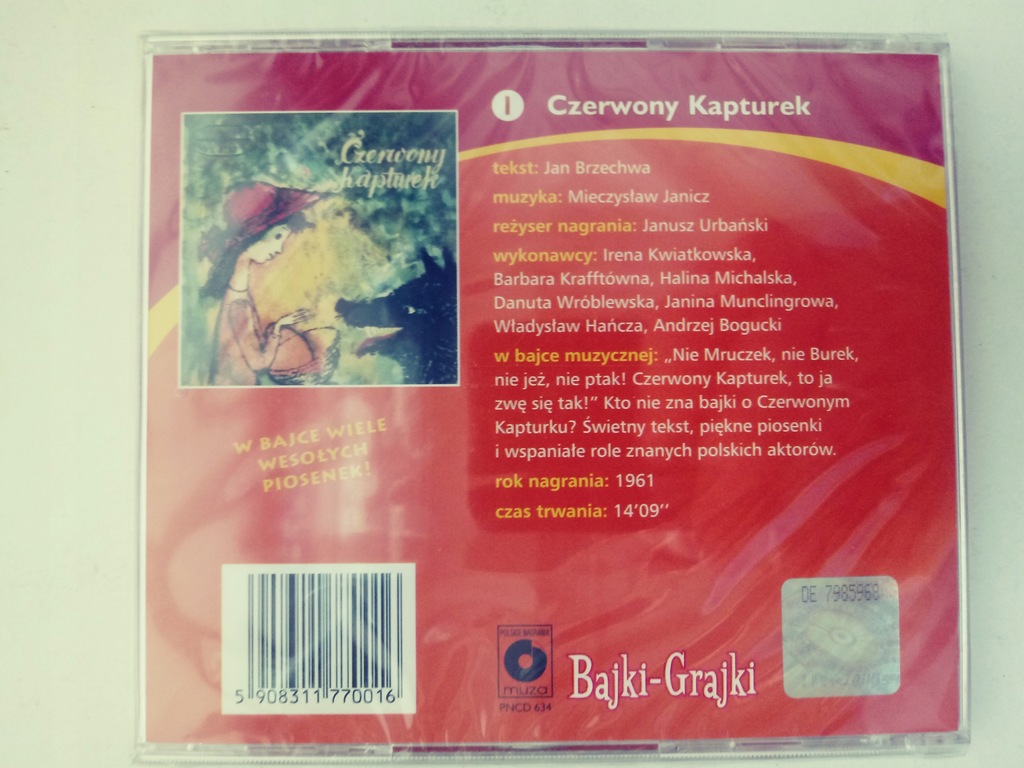 1 Czerwony Kapturek
Czerwony
kapturek
tekst: Jan Brzechwa
muzyka: Mieczysław Janicz
reżyser nagrania: Janusz Urbański
wykonawcy: Irena Kwiatkowska,
Barbara Krafftówna, Halina Michalska,
Danuta Wróblewska, Janina Munclingrowa,
Władysław Hańcza, Andrzej Bogucki
w bajce muzycznej: „Nie Mruczek, nie Burek,
nie jeż, nie ptak! Czerwony Kapturek, to ja
zwę się tak!” Kto nie zna bajki o Czerwonym
Kapturku? Świetny tekst, piękne piosenki
i wspaniałe role znanych polskich aktorów.
rok nagrania: 1961
czas trwania: 14’09’’
W BAJCE WIELE
WESOŁYCH
PIOSENEK!
5 908311 770016
POLSKIE NAGRANIA
muza
PNCD 634
Bajki-Grajki
DE 7985968